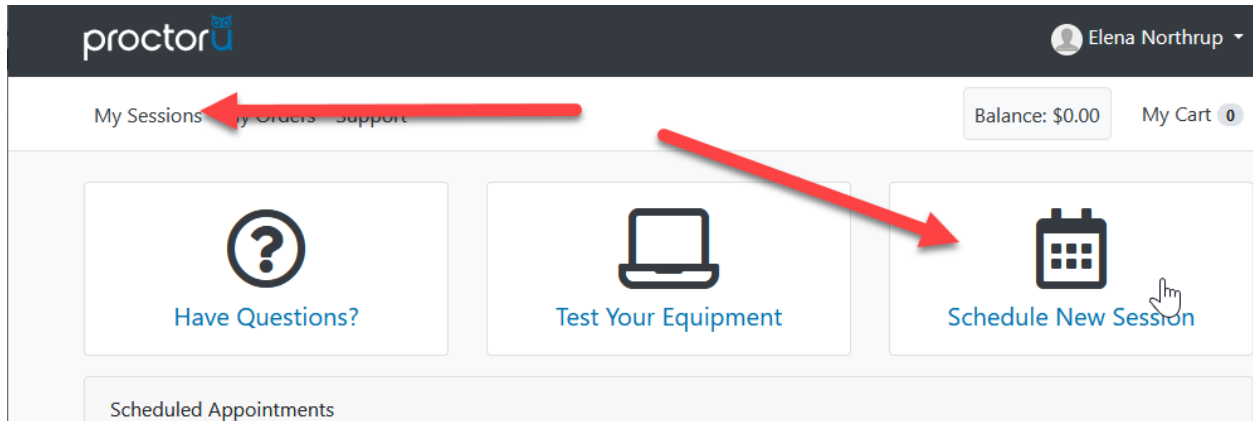 proctorU
Elena Northrup
My Sessions My Orders Support
Balance: $0.00
My Cart 0
Have Questions?
Test Your Equipment
Schedule New Session
Scheduled Appointments